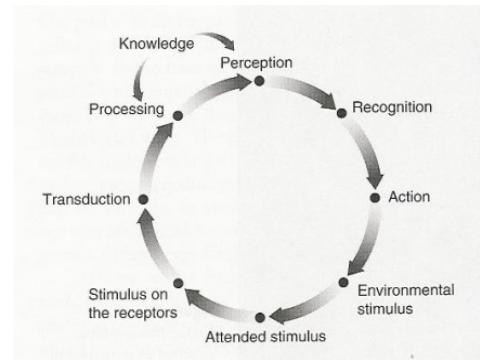 Knowledge
Perception
Processing
Recognition
Transduction
Action
Stimulus on
the receptors
Environmental
stimulus
Attended stimulus